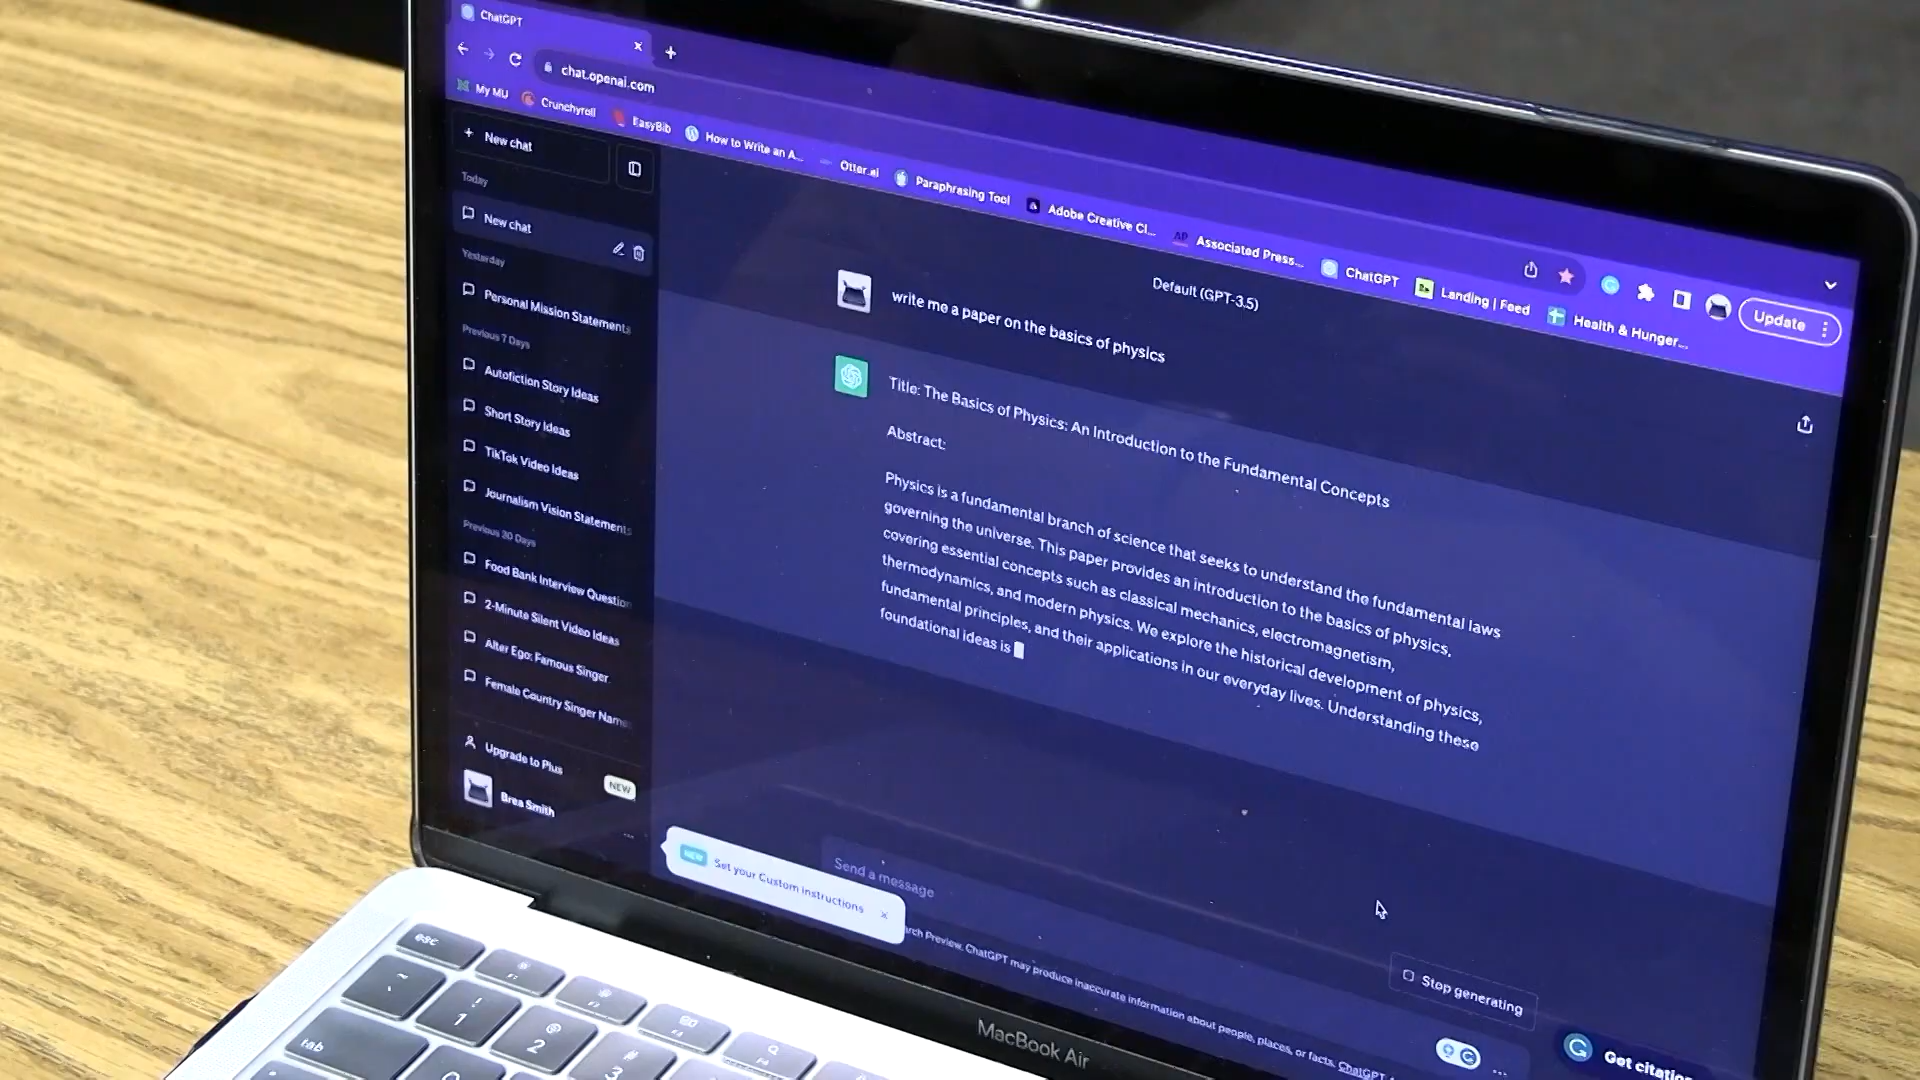 ChatGPT
chat.openai.com
My MU
Crunchyroll
EasyBib
How to Write an A...
Otter.ai
Paraphrasing Tool
Adobe Creative Cl...
Associated Press...
ChatGPT
Landing | Feed
Health & Hunger...
Update
New chat
Today
New chat
Yesterday
Personal Mission Statements
Previous 7 Days
Autofiction Story Ideas
Short Story Ideas
TikTok Video Ideas
Journalism Vision Statements
Previous 30 Days
Food Bank Interview Question
2-Minute Silent Video Ideas
Alter Ego: Famous Singer
Female Country Singer Name
Upgrade to Plus
NEW
Brea Smith
Default (GPT-3.5)
write me a paper on the basics of physics
Title: The Basics of Physics: An Introduction to the Fundamental Concepts
Abstract:
Physics is a fundamental branch of science that seeks to understand the fundamental laws
governing the universe. This paper provides an introduction to the basics of physics,
covering essential concepts such as classical mechanics, electromagnetism,
thermodynamics, and modern physics. We explore the historical development of physics,
fundamental principles, and their applications in our everyday lives. Understanding these
foundational ideas is
Stop generating
Send a message
NEW Set your Custom instructions
Preview. ChatGPT may produce inaccurate information about people, places, or facts. ChatGPT
Get
MacBook Air
esc
F1
F2
F3
F4
~
!
1
@
2
#
3
tab
Q